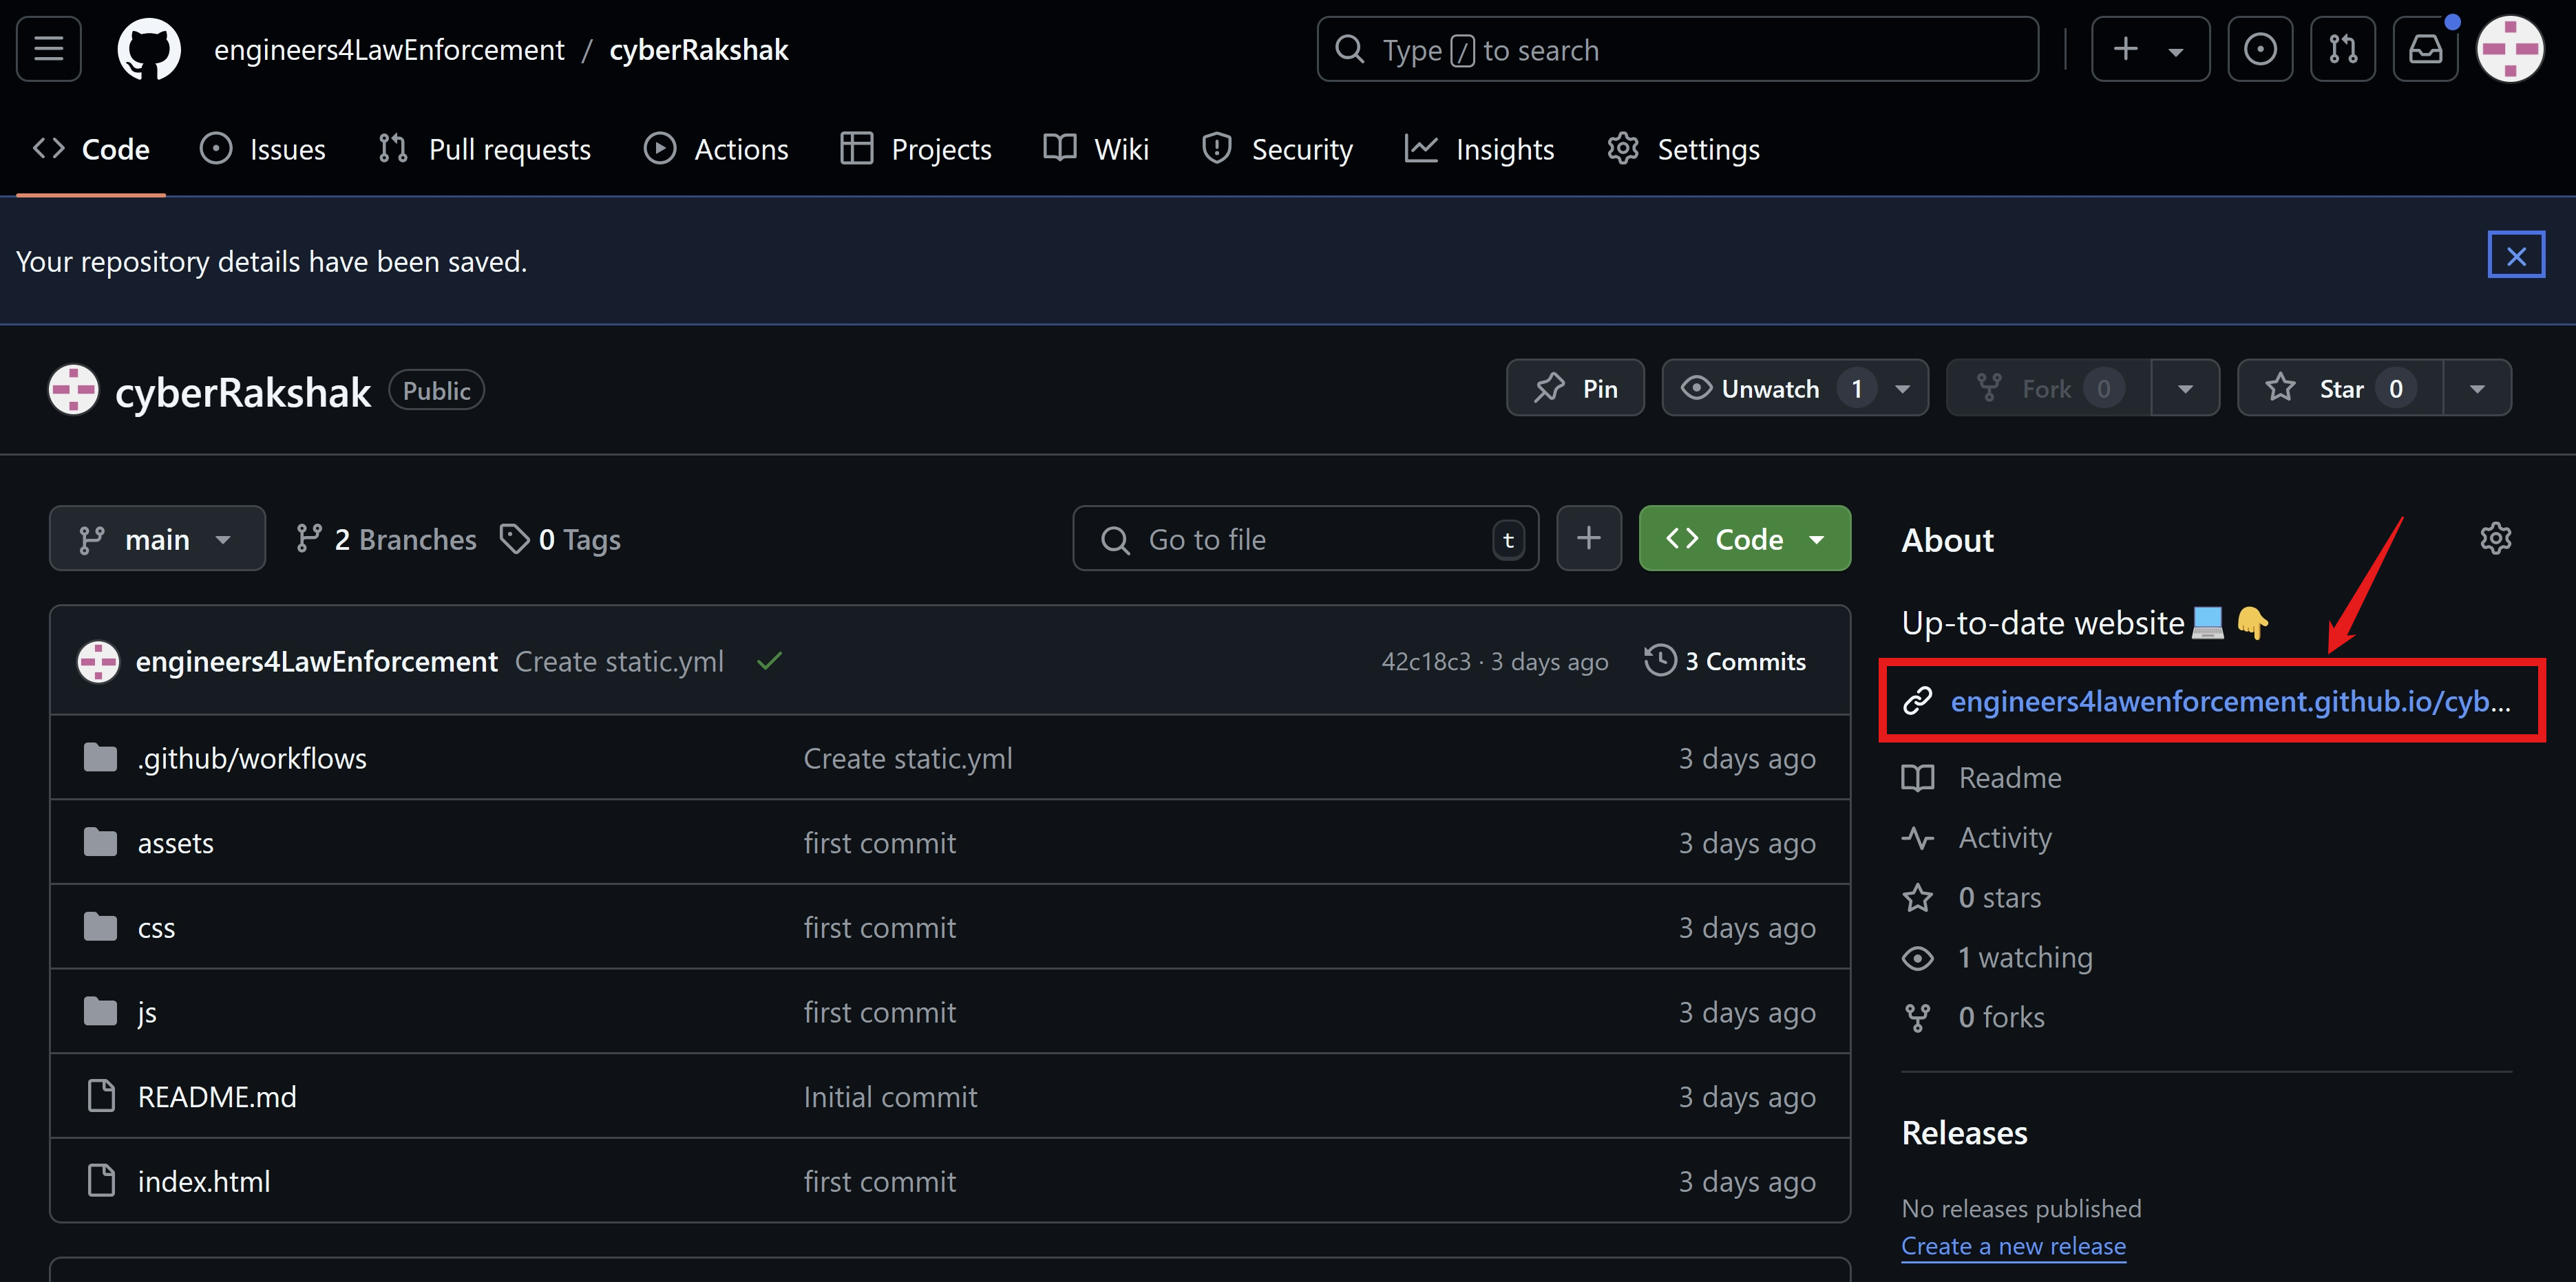 engineers4LawEnforcement / cyberRakshak
Type / to search
Code Issues Pull requests Actions Projects Wiki Security Insights Settings
Your repository details have been saved.
cyberRakshak Public
Pin Unwatch 1 Fork 0 Star 0
main 2 Branches 0 Tags Go to file t Code
About
Up-to-date website💻👇
engineers4lawenforcement.github.io/cyb...
engineers4LawEnforcement Create static.yml 42c18c3 · 3 days ago 3 Commits
.github/workflows Create static.yml 3 days ago
assets first commit 3 days ago
css first commit 3 days ago
js first commit 3 days ago
README.md Initial commit 3 days ago
index.html first commit 3 days ago
Readme
Activity
0 stars
1 watching
0 forks
Releases
No releases published
Create a new release